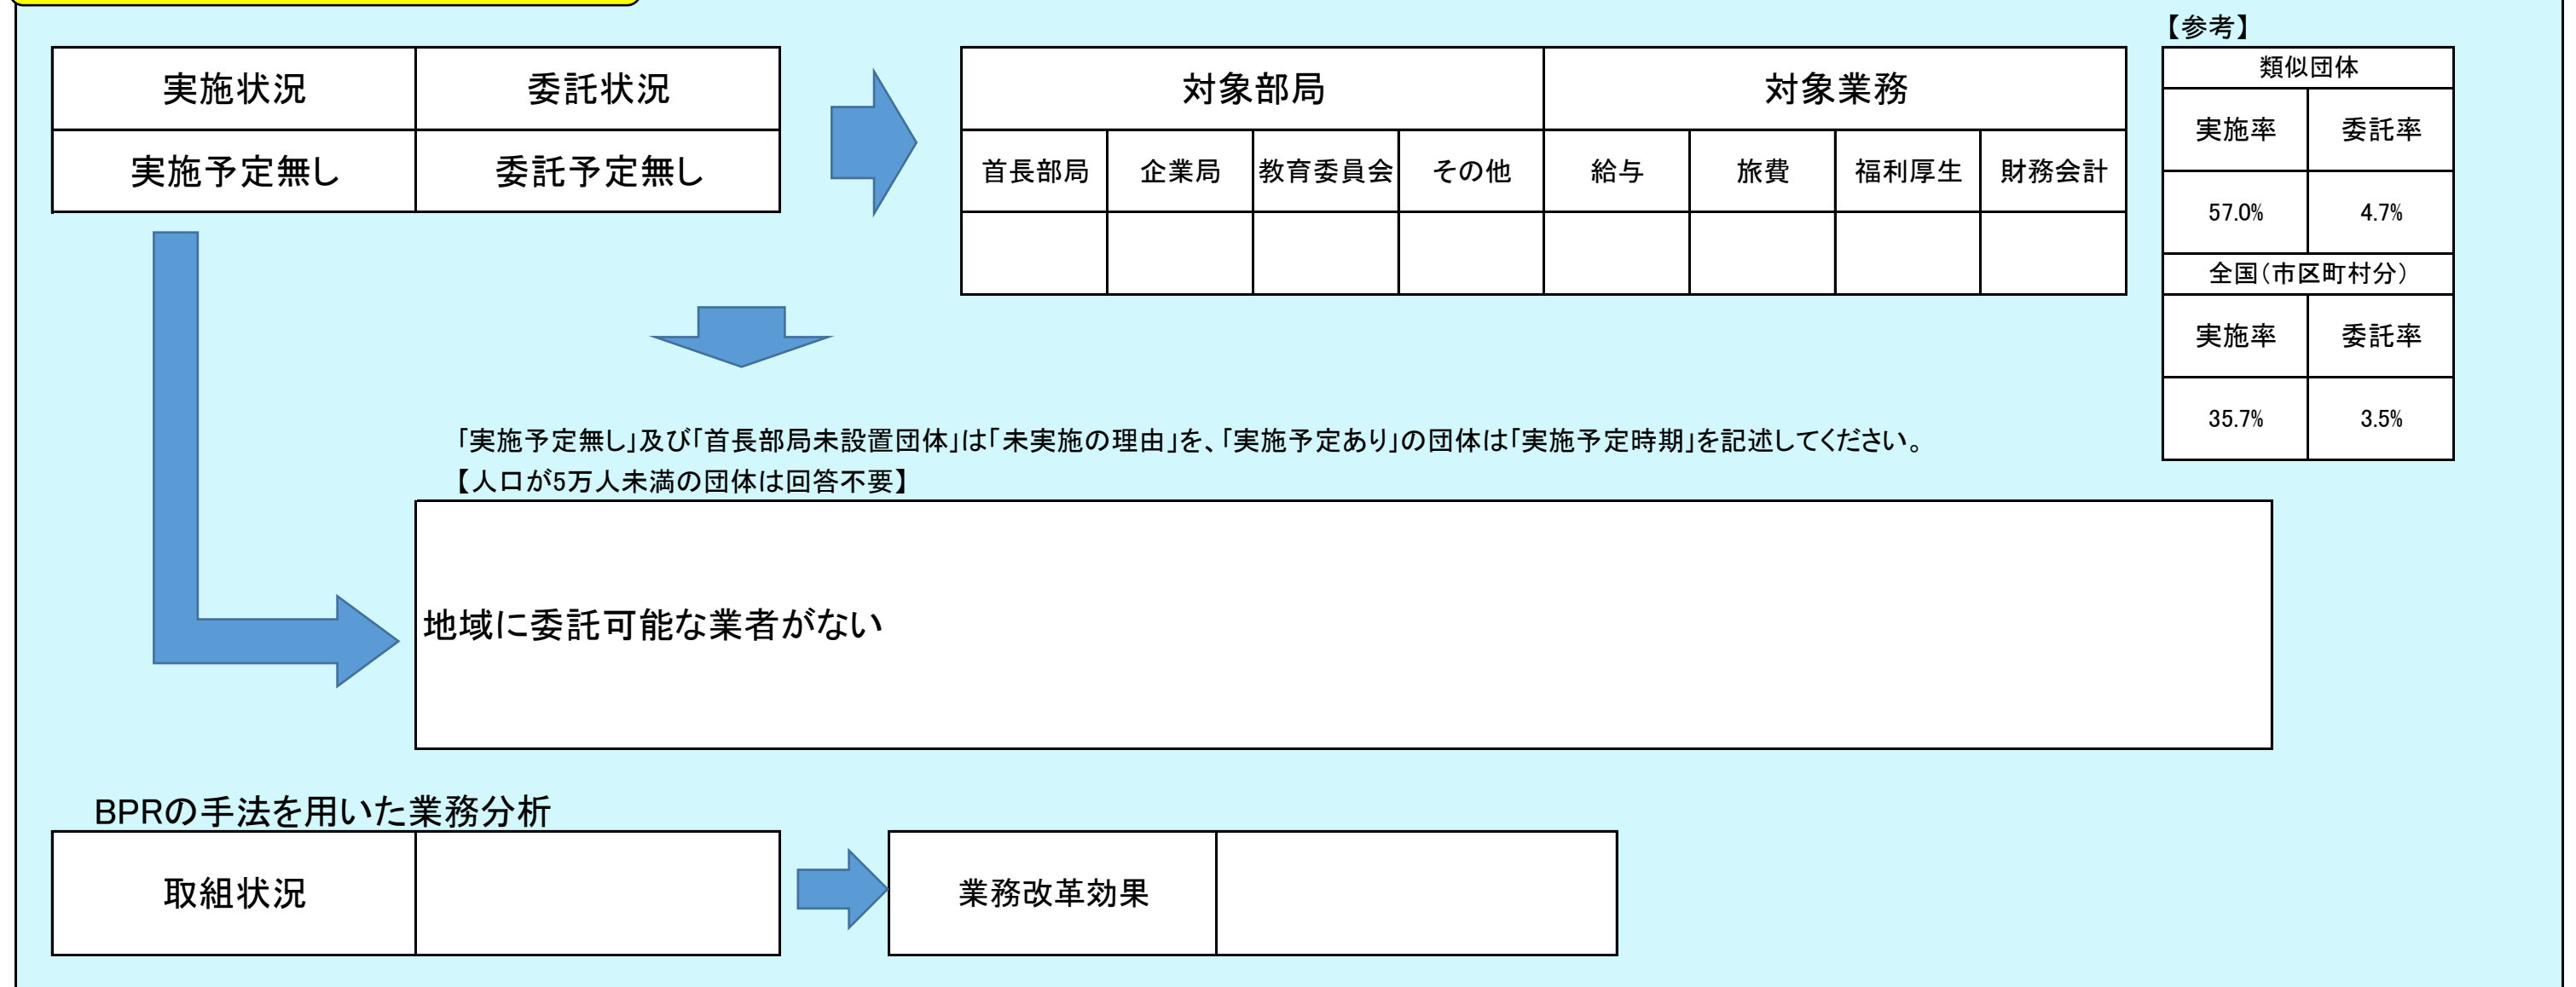 【参考】
実施状況 委託状況
実施予定無し 委託予定無し
対象部局 対象業務
首長部局 企業局 教育委員会 その他 給与 旅費 福利厚生 財務会計
類似団体
実施率 委託率
57.0% 4.7%
全国(市区町村分)
実施率 委託率
35.7% 3.5%
「実施予定無し」及び「首長部局未設置団体」は「未実施の理由」を、「実施予定あり」の団体は「実施予定時期」を記述してください。
【人口が5万人未満の団体は回答不要】
地域に委託可能な業者がない
BPRの手法を用いた業務分析
取組状況 業務改革効果